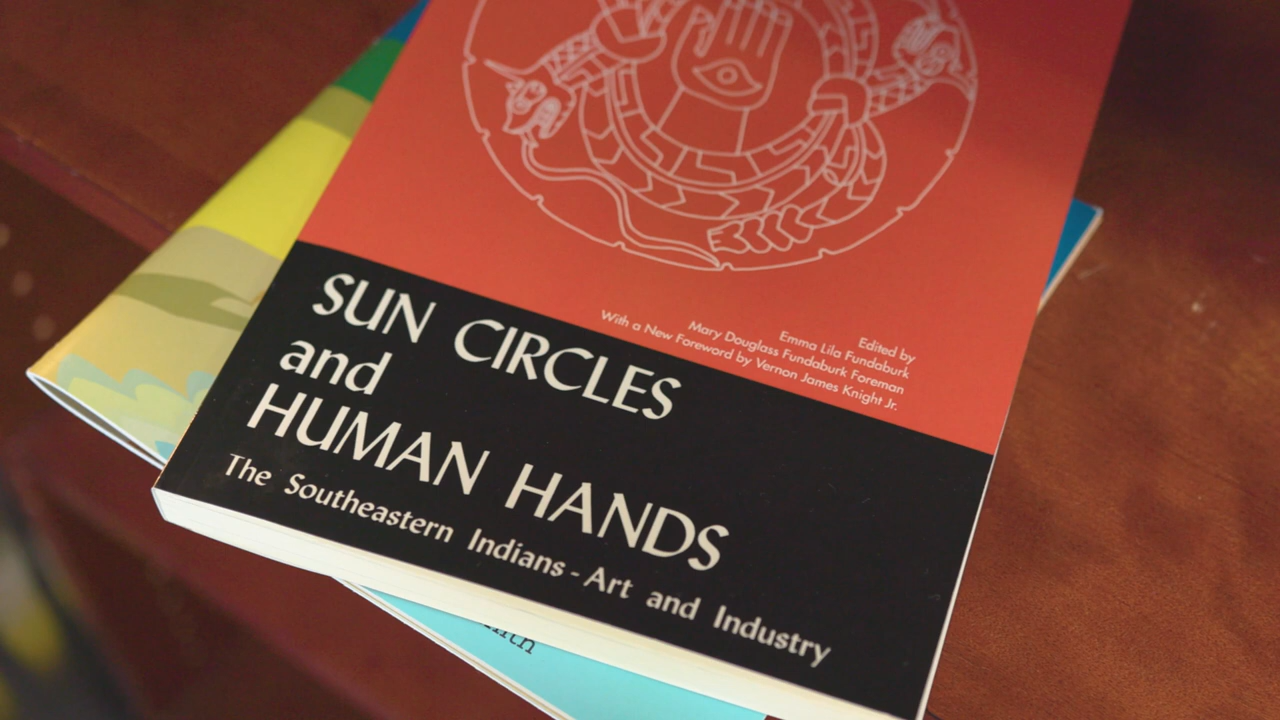 Edited by
Emma Lila Fundaburk
Mary Douglass Fundaburk Foreman
With a New Foreword by Vernon James Knight Jr.
SUN CIRCLES
and
HUMAN HANDS
The Southeastern Indians - Art and Industry